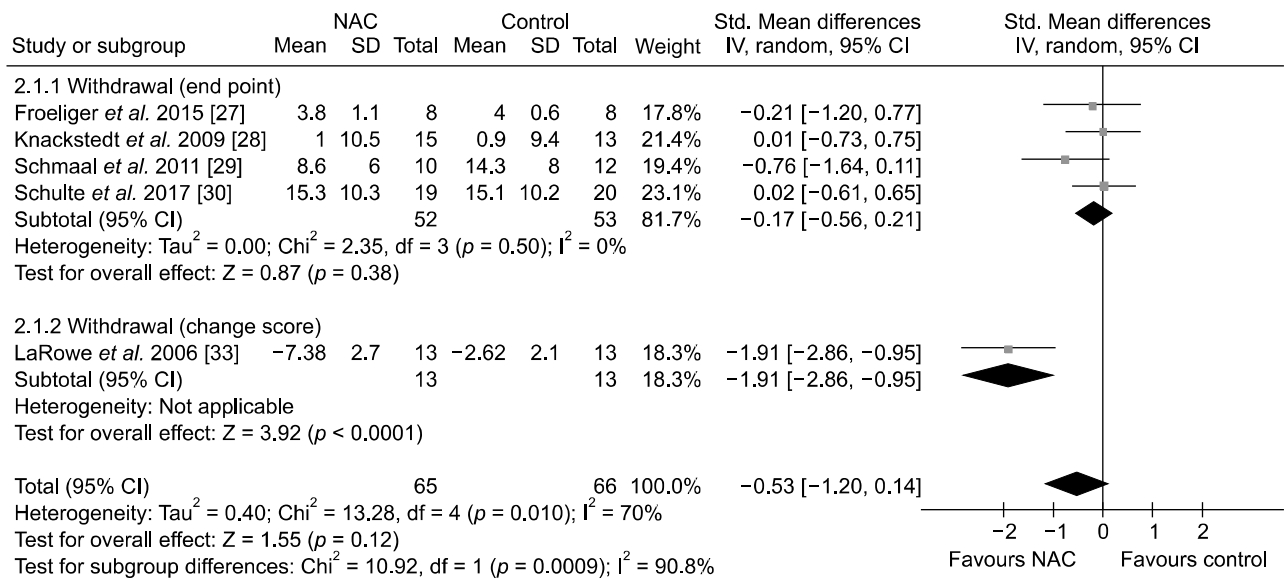 NAC Control Std. Mean differences Std. Mean differences
Study or subgroup Mean SD Total Mean SD Total Weight IV, random, 95% CI IV, random, 95% CI
2.1.1 Withdrawal (end point)
Froeliger et al. 2015 [27] 3.8 1.1 8 4 0.6 8 17.8% −0.21 [−1.20, 0.77]
Knackstedt et al. 2009 [28] 1 10.5 15 0.9 9.4 13 21.4% 0.01 [−0.73, 0.75]
Schmaal et al. 2011 [29] 8.6 6 10 14.3 8 12 19.4% −0.76 [−1.64, 0.11]
Schulte et al. 2017 [30] 15.3 10.3 19 15.1 10.2 20 23.1% 0.02 [−0.61, 0.65]
Subtotal (95% CI) 52 53 81.7% −0.17 [−0.56, 0.21]
Heterogeneity: Tau² = 0.00; Chi² = 2.35, df = 3 (p = 0.50); I² = 0%
Test for overall effect: Z = 0.87 (p = 0.38)
2.1.2 Withdrawal (change score)
LaRowe et al. 2006 [33] −7.38 2.7 13 −2.62 2.1 13 18.3% −1.91 [−2.86, −0.95]
Subtotal (95% CI) 13 13 18.3% −1.91 [−2.86, −0.95]
Heterogeneity: Not applicable
Test for overall effect: Z = 3.92 (p < 0.0001)
Total (95% CI) 65 66 100.0% −0.53 [−1.20, 0.14]
Heterogeneity: Tau² = 0.40; Chi² = 13.28, df = 4 (p = 0.010); I² = 70%
Test for overall effect: Z = 1.55 (p = 0.12)
Test for subgroup differences: Chi² = 10.92, df = 1 (p = 0.0009); I² = 90.8%
−2 −1 0 1 2
Favours NAC Favours control